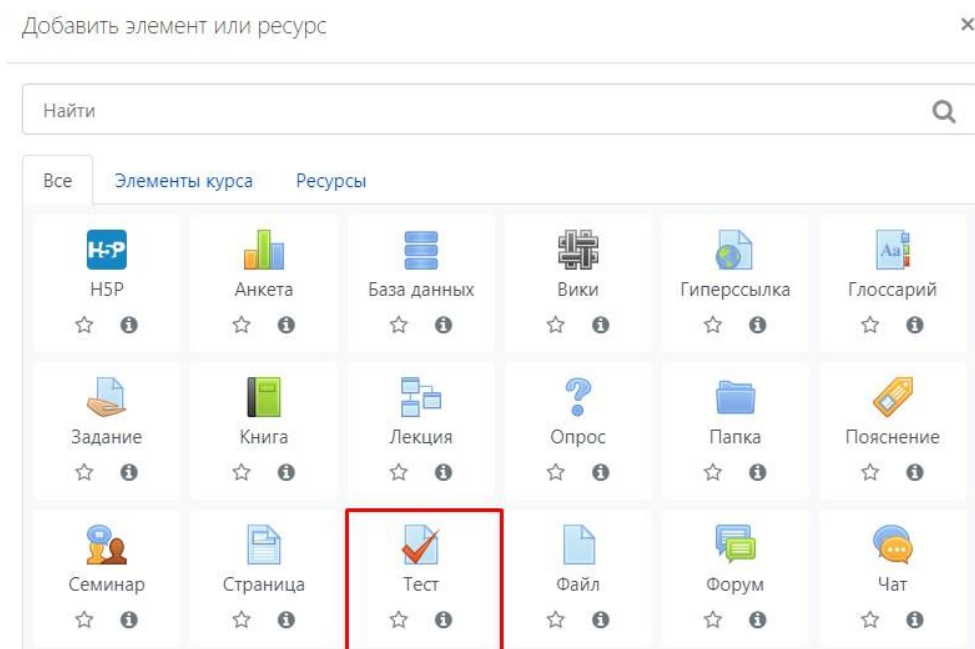 Добавить элемент или ресурс
Найти
Все Элементы курса Ресурсы
H5P Анкета База данных Вики Гиперссылка Глоссарий
Задание Книга Лекция Опрос Папка Пояснение
Семинар Страница Тест Файл Форум Чат